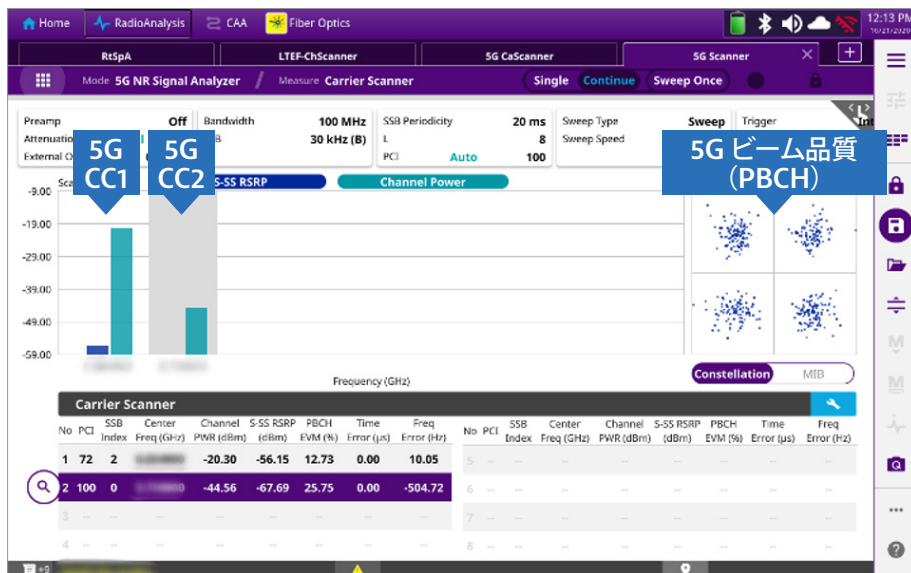 Home RadioAnalysis CAA Fiber Optics 12:13 PM
10/21/2020
RtSpA LTEF-ChScanner 5G CaScanner 5G Scanner
Mode 5G NR Signal Analyzer / Measure Carrier Scanner Single Continue Sweep Once
Preamp Off Bandwidth 100 MHz SSB Periodicity 20 ms Sweep Type Sweep Trigger
30 kHz (B) L 8 Sweep Speed
PCI Auto 100
5G CC1
5G CC2
5G ビーム品質
(PBCH)
S-SS RSRP Channel Power
-9.00
-19.00
-29.00
-39.00
-49.00
-59.00
Frequency (GHz)
Constellation MIB
Carrier Scanner
No PCI SSB Index Center Freq (GHz) Channel PWR (dBm) S-SS RSRP (dBm) PBCH EVM (%) Time Error (μs) Freq Error (Hz) No PCI SSB Index Center Freq (GHz) Channel PWR (dBm) S-SS RSRP (dBm) PBCH EVM (%) Time Error (μs) Freq Error (Hz)
1 72 2 -20.30 -56.15 12.73 0.00 10.05 5 -- -- -- -- -- -- -- --
2 100 0 -44.56 -67.69 25.75 0.00 -504.72 6 -- -- -- -- -- -- -- --
3 -- -- -- -- -- -- -- -- 7 -- -- -- -- -- -- -- --
4 -- -- -- -- -- -- -- -- 8 -- -- -- -- -- -- -- --
+9